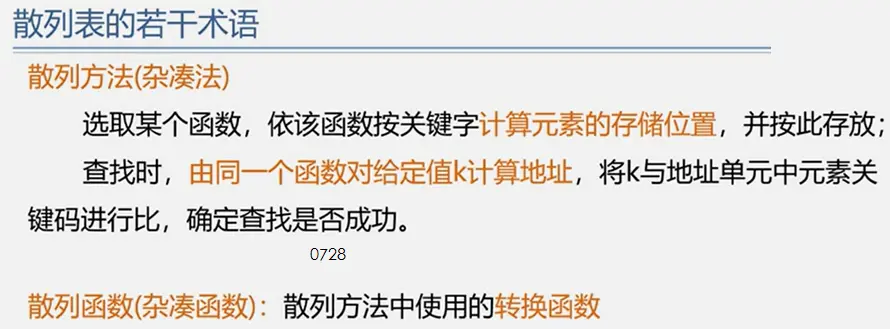 散列表的若干术语
散列方法(杂凑法)
选取某个函数，依该函数按关键字计算元素的存储位置，并按此存放；
查找时，由同一个函数对给定值k计算地址，将k与地址单元中元素关
键码进行比，确定查找是否成功。
0728
散列函数(杂凑函数)：散列方法中使用的转换函数